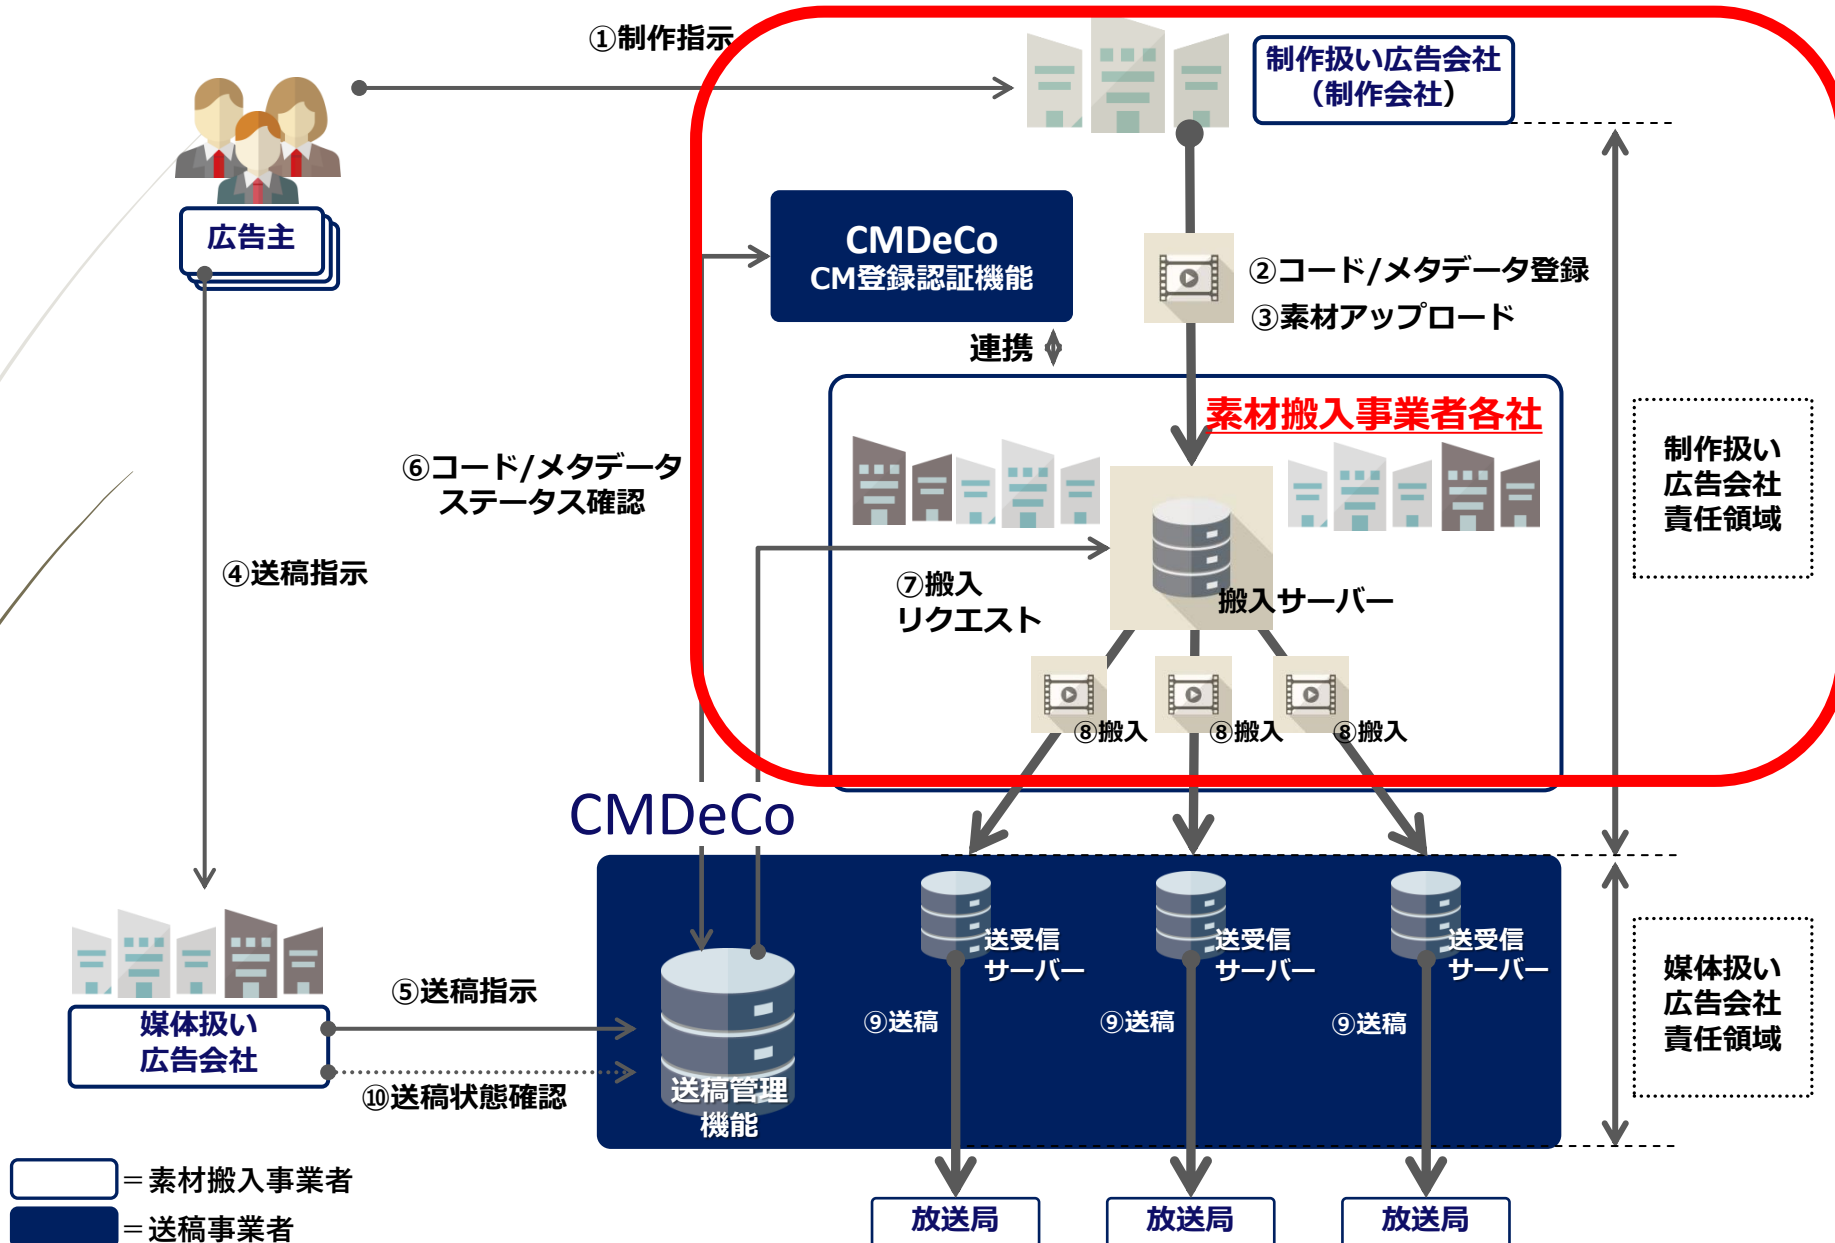 ①制作指示
制作扱い広告会社
（制作会社）
広告主
CMDeCo
CM登録認証機能
②コード/メタデータ登録
③素材アップロード
連携
素材搬入事業者各社
制作扱い
広告会社
責任領域
⑥コード/メタデータ
ステータス確認
④送稿指示
⑦搬入
リクエスト
搬入サーバー
⑧搬入
⑧搬入
⑧搬入
CMDeCo
送受信
サーバー
送受信
サーバー
送受信
サーバー
媒体扱い
広告会社
責任領域
⑤送稿指示
媒体扱い
広告会社
⑨送稿
⑨送稿
⑨送稿
⑩送稿状態確認
送稿管理
機能
＝素材搬入事業者
＝送稿事業者
放送局
放送局
放送局